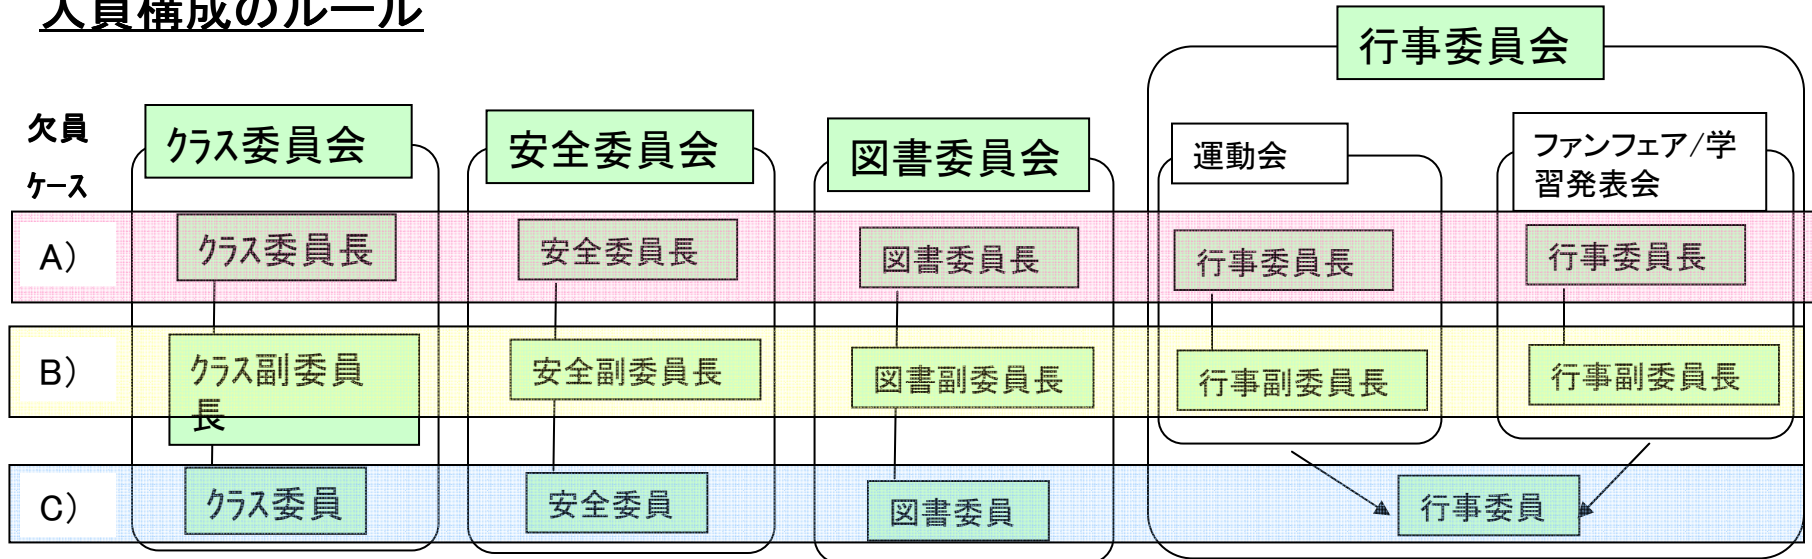 人員構成のルール
行事委員会
欠員
ケース
クラス委員会
安全委員会
図書委員会
運動会
ファンフェア/学
習発表会
A)
クラス委員長
安全委員長
図書委員長
行事委員長
行事委員長
B)
クラス副委員
長
安全副委員長
図書副委員長
行事副委員長
行事副委員長
C)
クラス委員
安全委員
図書委員
行事委員